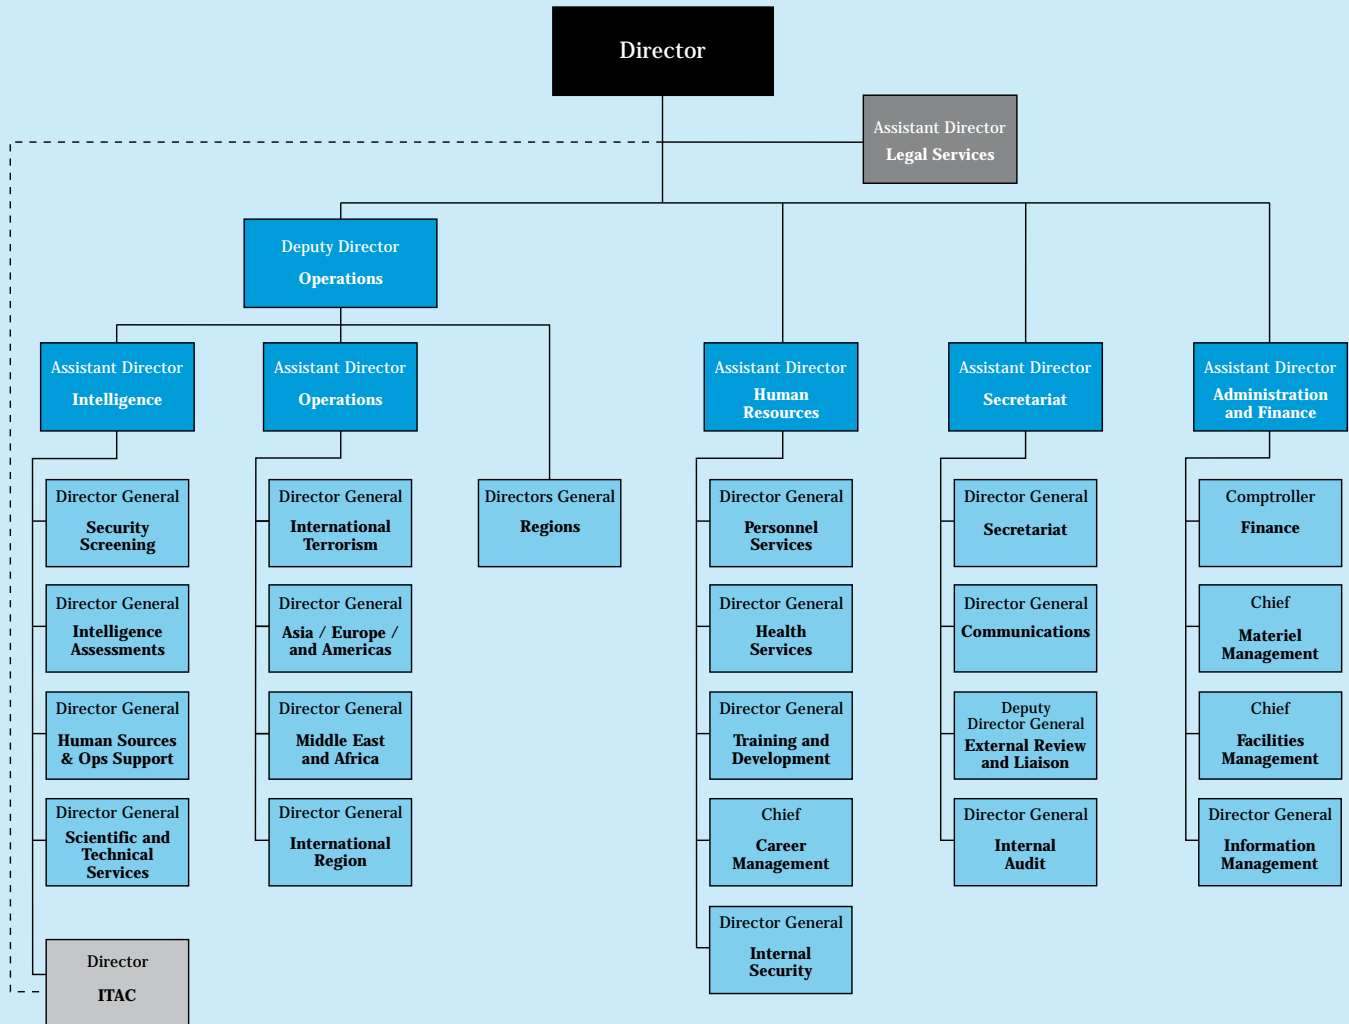 Director
Assistant Director
Legal Services
Deputy Director
Operations
Assistant Director
Intelligence
Assistant Director
Operations
Assistant Director
Human
Resources
Assistant Director
Secretariat
Assistant Director
Administration
and Finance
Director General
Security
Screening
Director General
International
Terrorism
Directors General
Regions
Director General
Personnel
Services
Director General
Secretariat
Comptroller
Finance
Director General
Intelligence
Assessments
Director General
Asia / Europe /
and Americas
Director General
Health
Services
Director General
Communications
Chief
Materiel
Management
Director General
Human Sources
& Ops Support
Director General
Middle East
and Africa
Director General
Training and
Development
Deputy
Director General
External Review
and Liaison
Chief
Facilities
Management
Director General
Scientific and
Technical
Services
Director General
International
Region
Chief
Career
Management
Director General
Internal
Audit
Director General
Information
Management
Director General
Internal
Security
Director
ITAC